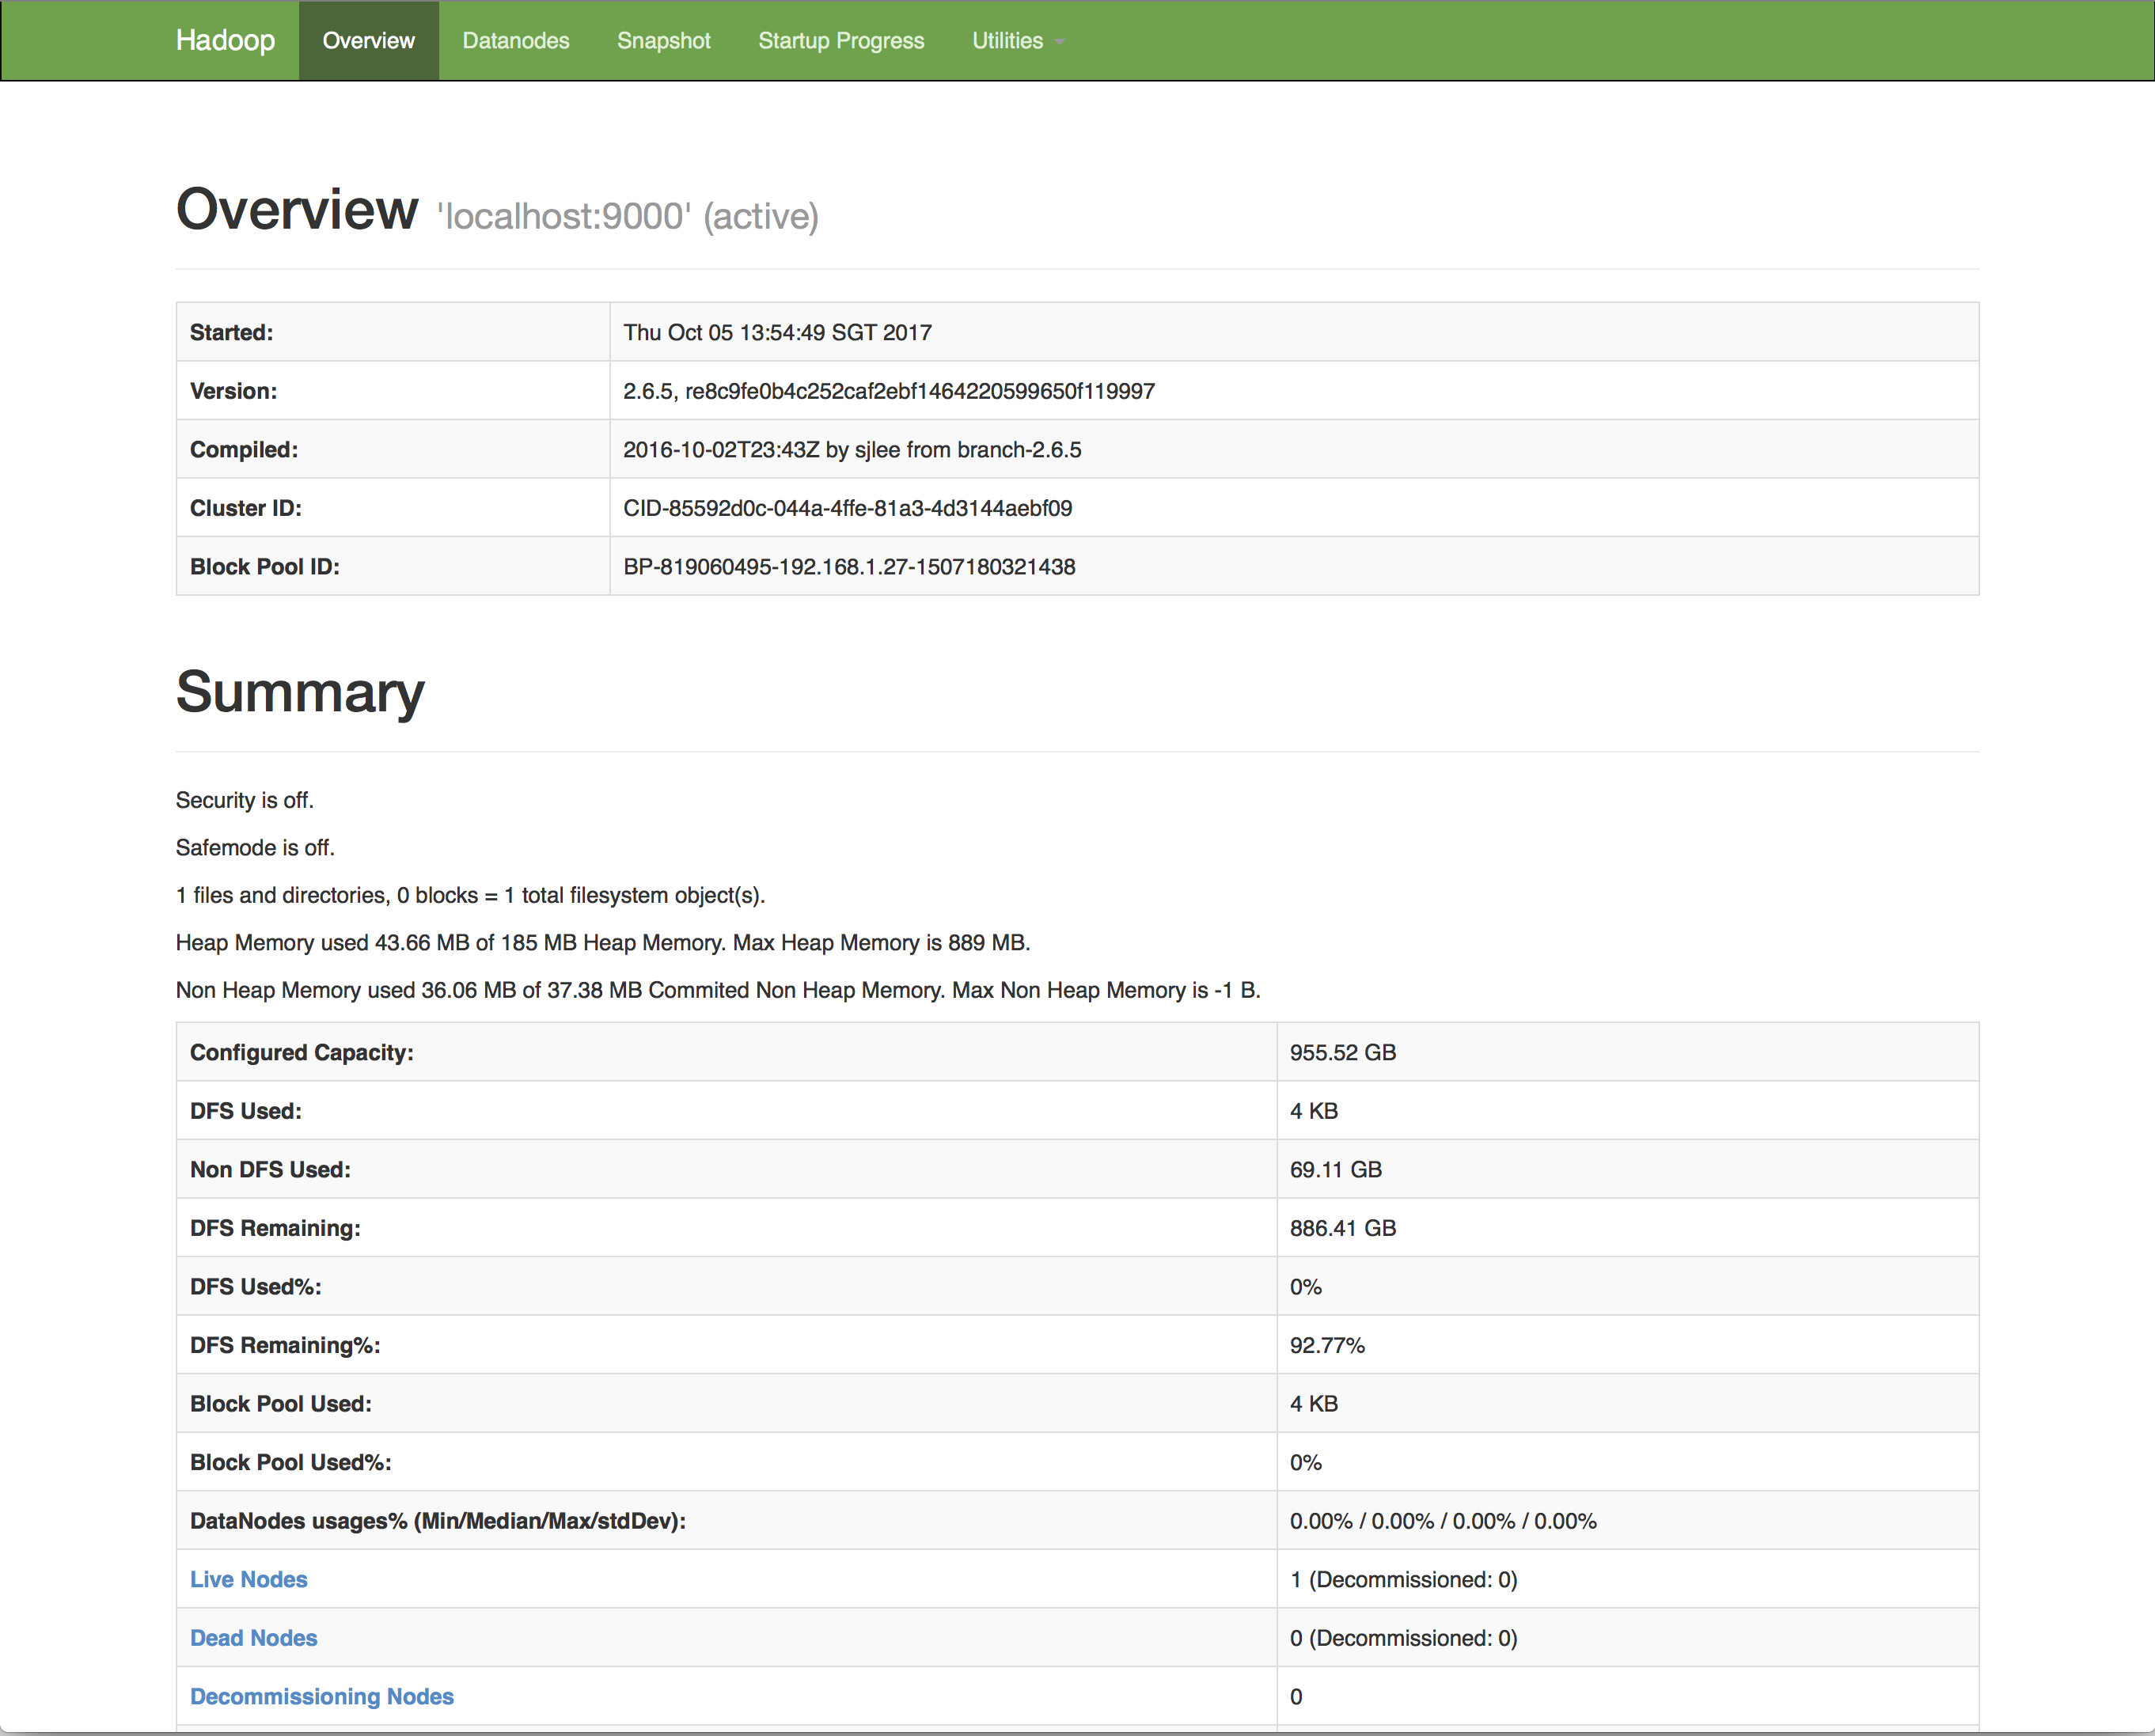 Hadoop Overview Datanodes Snapshot Startup Progress Utilities
Overview 'localhost:9000' (active)
Started: Thu Oct 05 13:54:49 SGT 2017
Version: 2.6.5, re8c9fe0b4c252caf2ebf1464220599650f119997
Compiled: 2016-10-02T23:43Z by sjlee from branch-2.6.5
Cluster ID: CID-85592d0c-044a-4ffe-81a3-4d3144aebf09
Block Pool ID: BP-819060495-192.168.1.27-1507180321438
Summary
Security is off.
Safemode is off.
1 files and directories, 0 blocks = 1 total filesystem object(s).
Heap Memory used 43.66 MB of 185 MB Heap Memory. Max Heap Memory is 889 MB.
Non Heap Memory used 36.06 MB of 37.38 MB Commited Non Heap Memory. Max Non Heap Memory is -1 B.
Configured Capacity: 955.52 GB
DFS Used: 4 KB
Non DFS Used: 69.11 GB
DFS Remaining: 886.41 GB
DFS Used%: 0%
DFS Remaining%: 92.77%
Block Pool Used: 4 KB
Block Pool Used%: 0%
DataNodes usages% (Min/Median/Max/stdDev): 0.00% / 0.00% / 0.00% / 0.00%
Live Nodes 1 (Decommissioned: 0)
Dead Nodes 0 (Decommissioned: 0)
Decommissioning Nodes 0